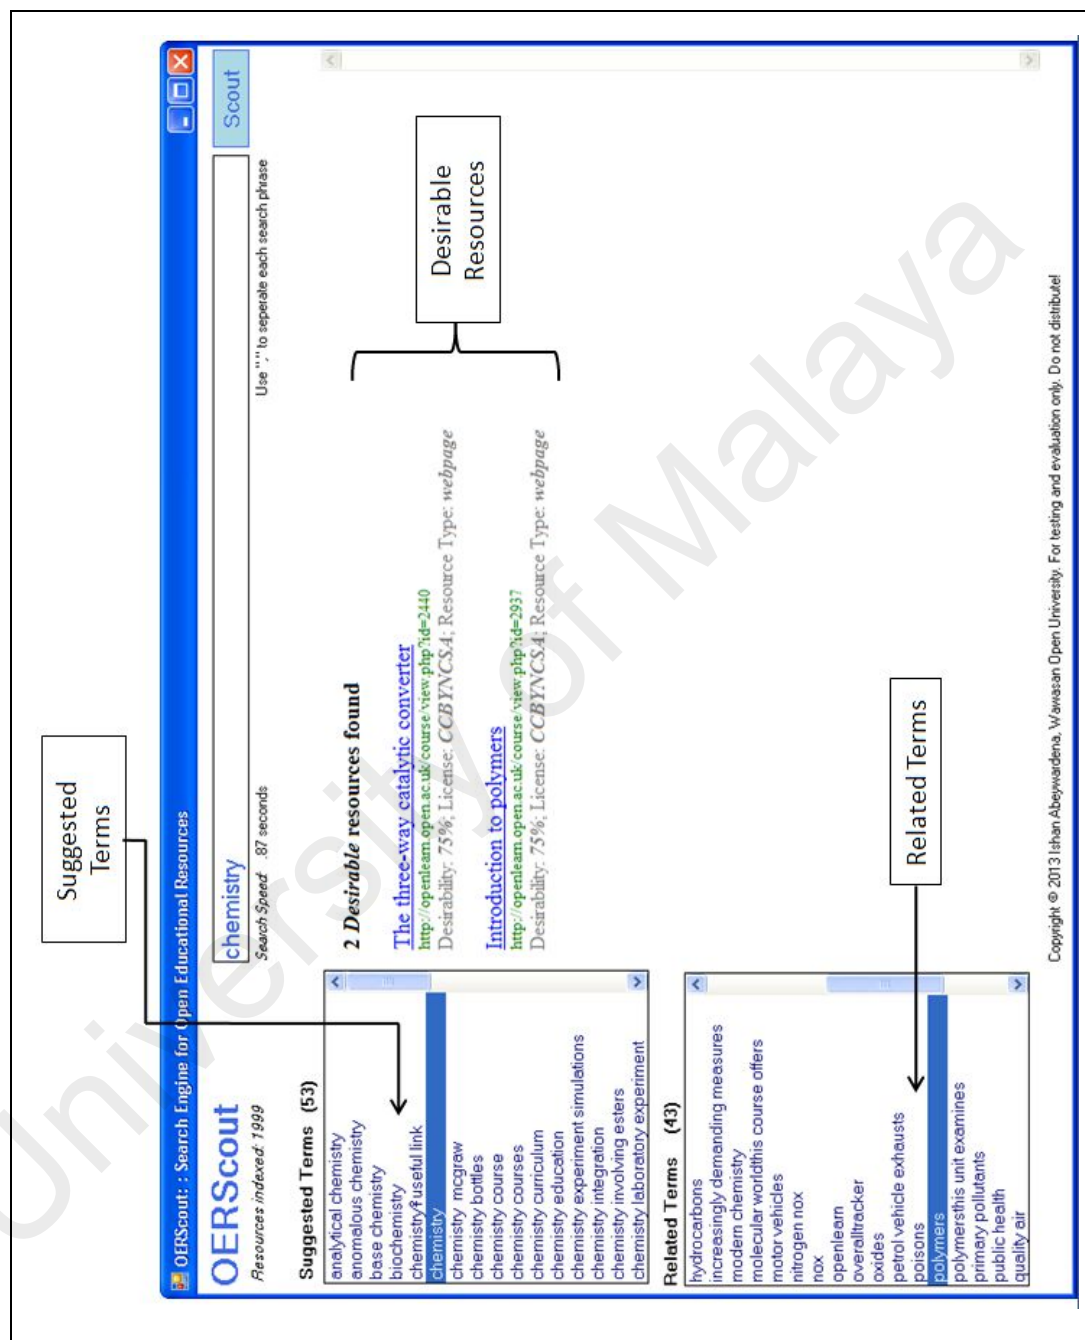 Suggested
Terms
OERScout: : Search Engine for Open Educational Resources
OERScout
Resources indexed: 1999
chemistry
Scout
Search Speed: .87 seconds
Use "," to seperate each search phrase
Suggested Terms (53)
analytical chemistry
anomalous chemistry
base chemistry
biochemistry
useful link
chemistry
chemistry mcgraw
chemistry bottles
chemistry course
chemistry courses
chemistry curriculum
chemistry education
chemistry experiment simulations
chemistry integration
chemistry involving esters
chemistry laboratory experiment
2 Desirable resources found
The three-way catalytic converter
http://openlearn.open.ac.uk/course/view.php?id=2440
Desirability: 75%; License: CCBYNCSA; Resource Type: webpage
Introduction to polymers
http://openlearn.open.ac.uk/course/view.php?id=2937
Desirability: 75%; License: CCBYNCSA; Resource Type: webpage
Desirable
Resources
Related Terms (43)
hydrocarbons
increasingly demanding measures
modern chemistry
molecular worldthis course offers
motor vehicles
nitrogen nox
nox
openlearn
overalltracker
oxides
petrol vehicle exhausts
poisons
polymers
polymersthis unit examines
primary pollutants
public health
quality air
Related Terms
Copyright © 2013 Ishan Abeywardena, Wawasan Open University. For testing and evaluation only. Do not distribute!
University of Malaya